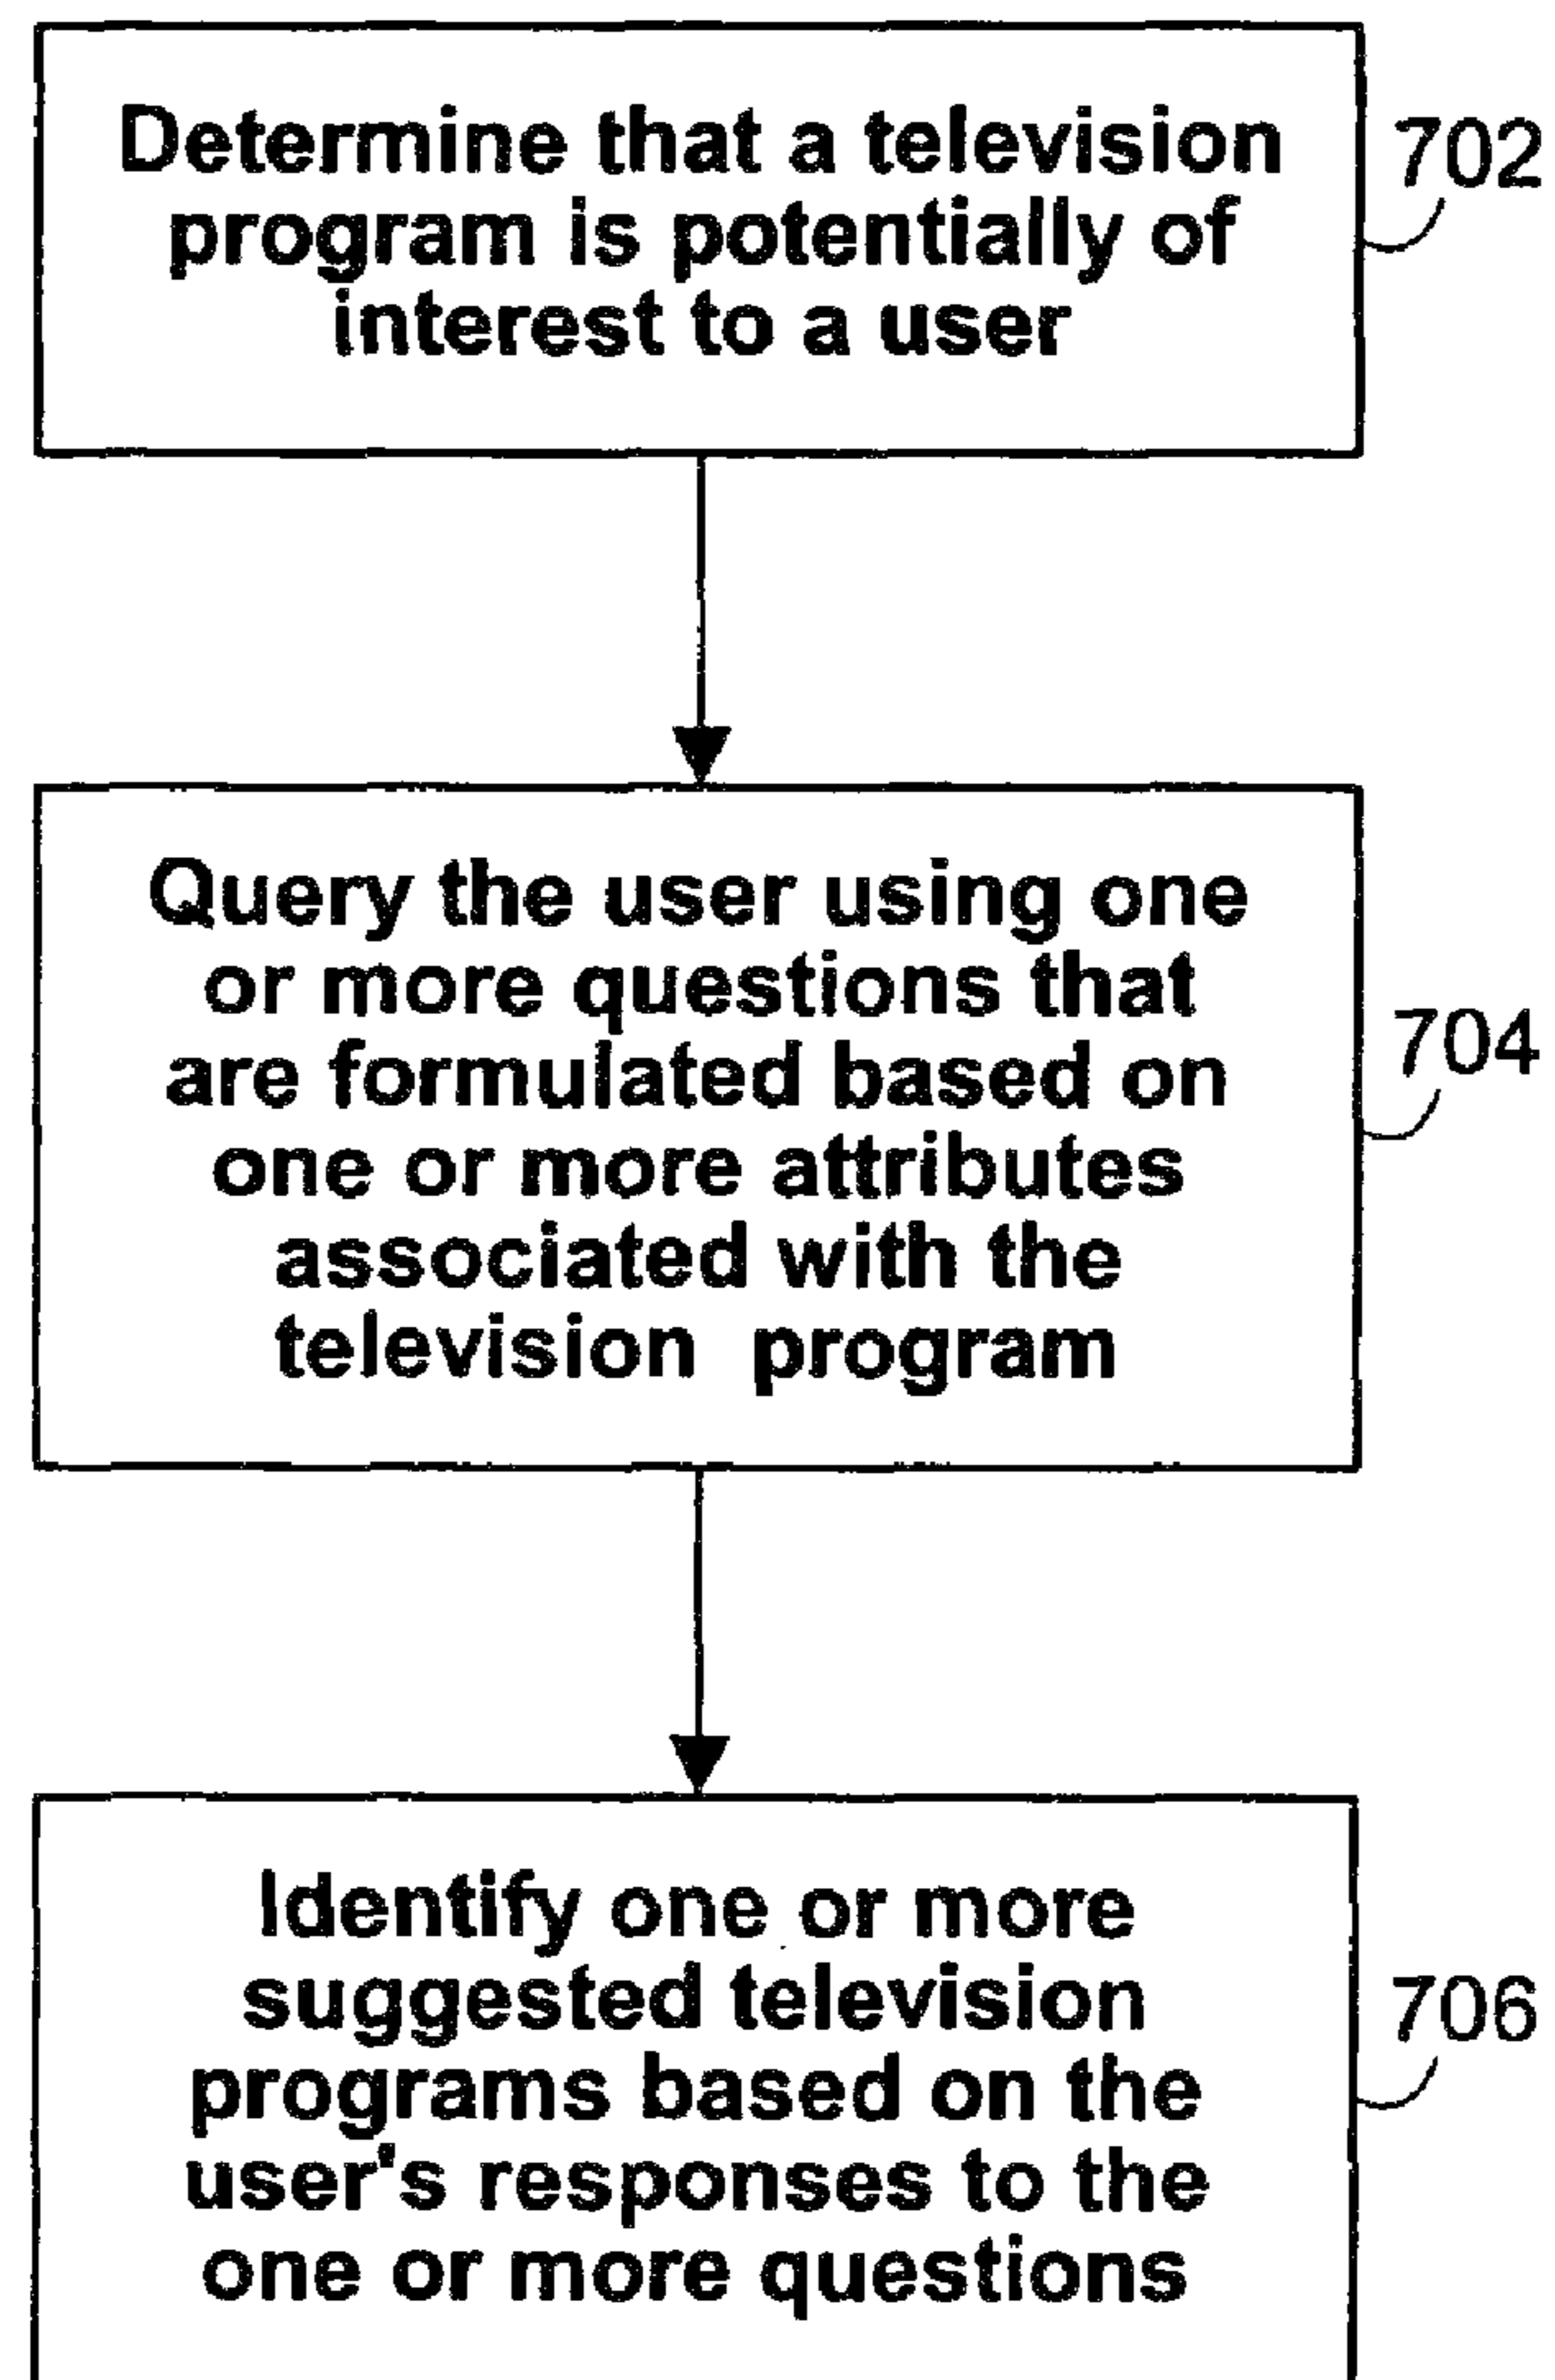 Determine that a television
program is potentially of
interest to a user
702
Query the user using one
or more questions that
are formulated based on
one or more attributes
associated with the
television program
704
Identify one or more
suggested television
programs based on the
user's responses to the
one or more questions
706